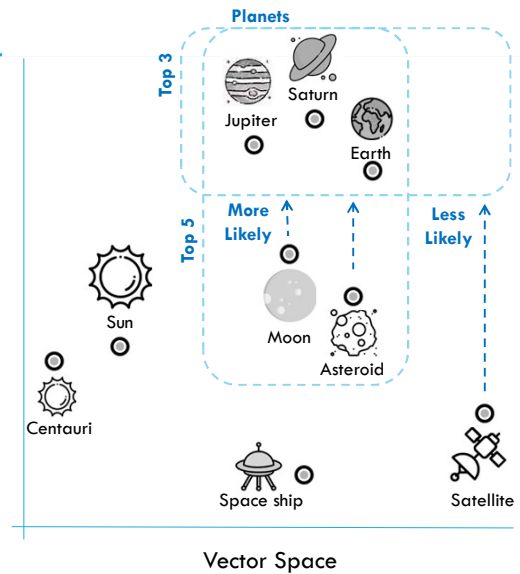 Planets
Top 3
Saturn
Jupiter
Earth
More
Likely
Less
Likely
Top 5
Sun
Moon
Asteroid
Centauri
Space ship
Satellite
Vector Space